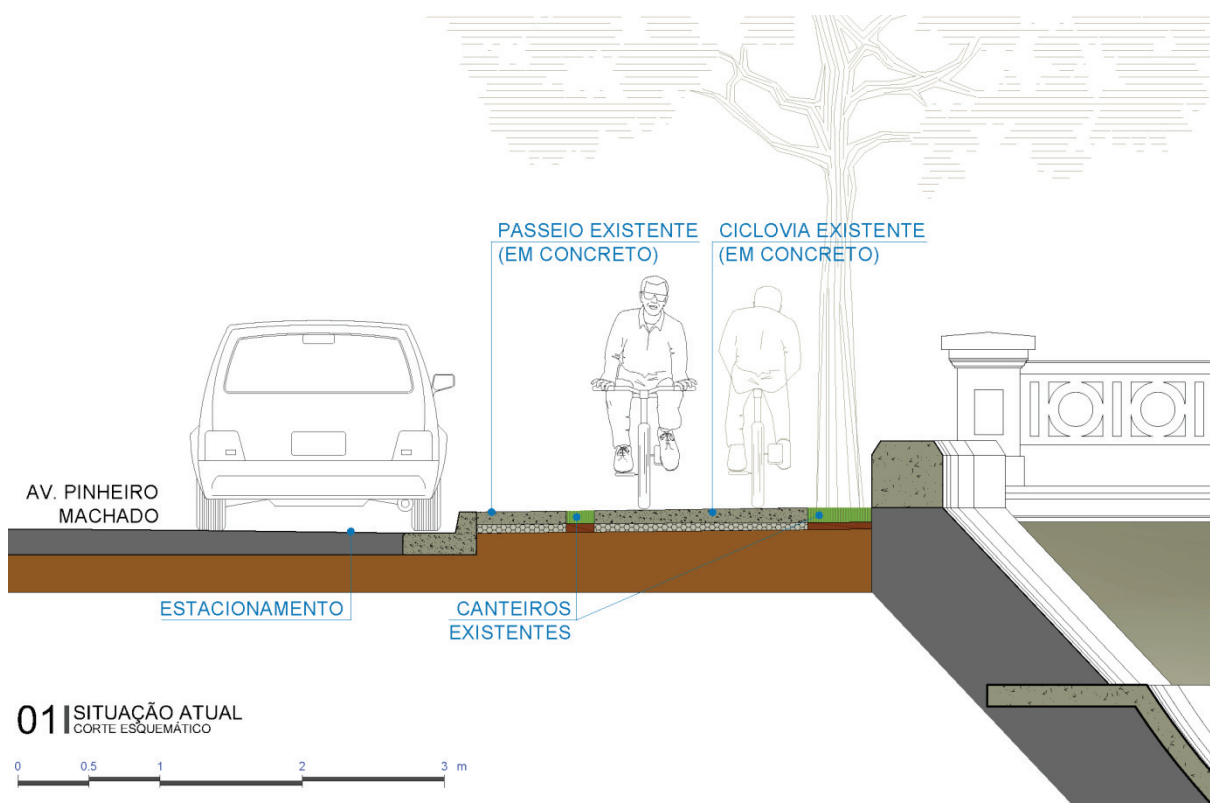 PASSEIO EXISTENTE
(EM CONCRETO)
CICLOVIA EXISTENTE
(EM CONCRETO)
AV. PINHEIRO
MACHADO
ESTACIONAMENTO
CANTEIROS
EXISTENTES
01 SITUAÇÃO ATUAL
CORTE ESQUEMÁTICO
0 0.5 1 2 3 m